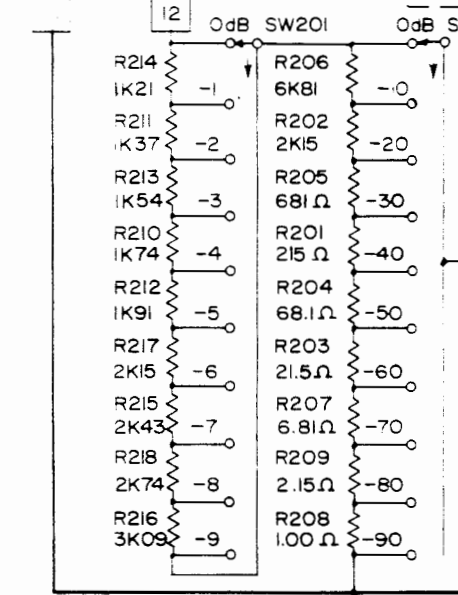 12
0dB SW201
0dB S
R214
1K21 -1
R211
1K37 -2
R213
1K54 -3
R210
1K74 -4
R212
1K91 -5
R217
2K15 -6
R215
2K43 -7
R218
2K74 -8
R216
3K09 -9
R206
6K81 -10
R202
2K15 -20
R205
681Ω -30
R201
215Ω -40
R204
68.1Ω -50
R203
21.5Ω -60
R207
6.81Ω -70
R209
2.15Ω -80
R208
1.00Ω -90